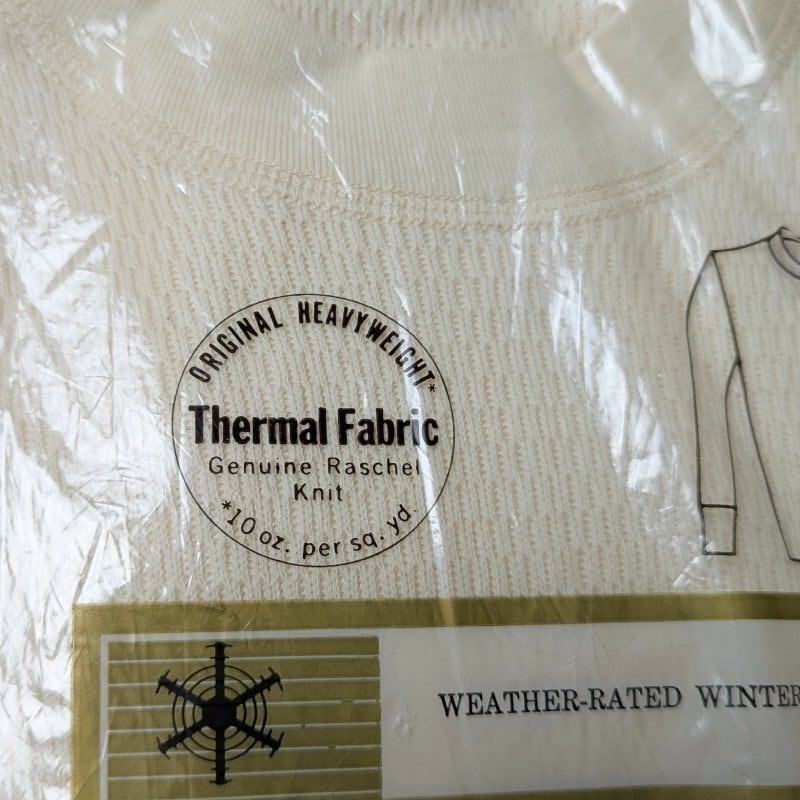 ORIGINAL HEAVYWEIGHT*
Thermal Fabric
Genuine Raschel
Knit
*10 oz. per sq. yd.
WEATHER-RATED WINTER